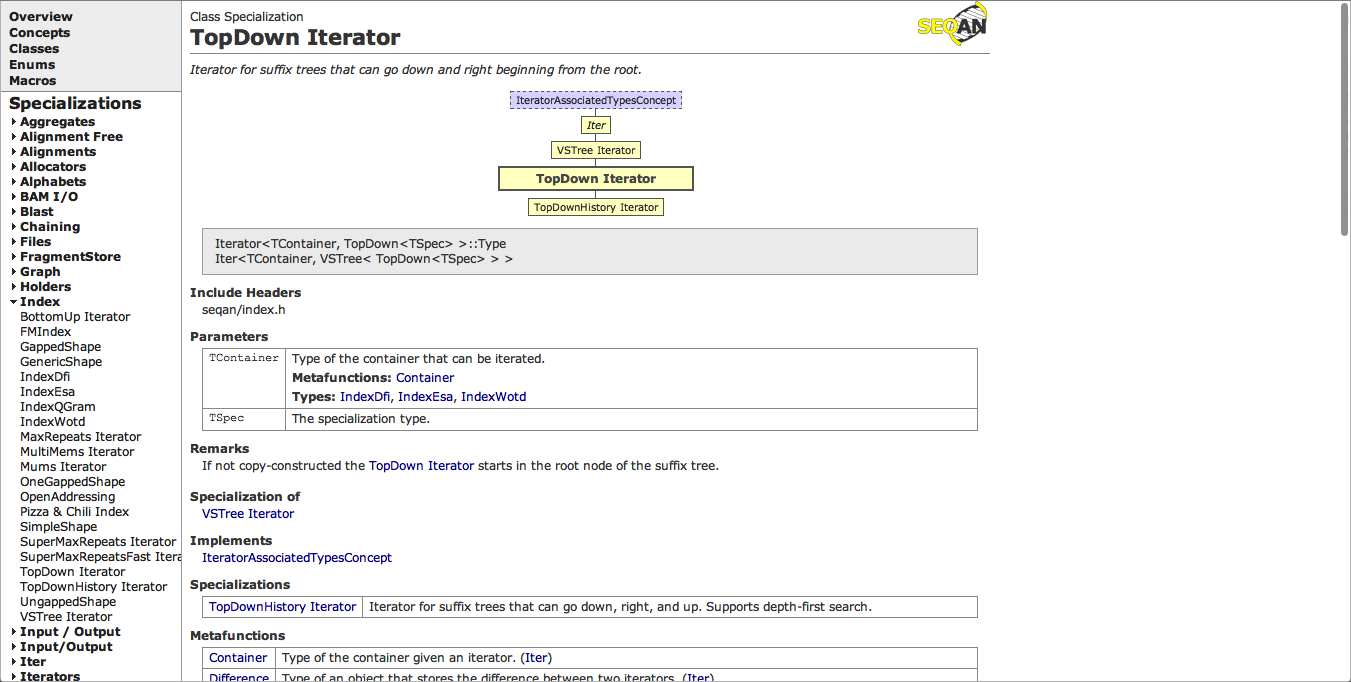 Overview
Concepts
Classes
Enums
Macros
Specializations
Aggregates
Alignment Free
Alignments
Allocators
Alphabets
BAM I/O
Blast
Chaining
Files
FragmentStore
Graph
Holders
Index
BottomUp Iterator
FMIndex
GappedShape
GenericShape
IndexDfi
IndexEsa
IndexQGram
IndexWotd
MaxRepeats Iterator
MultiMems Iterator
Mums Iterator
OneGappedShape
OpenAddressing
Pizza & Chili Index
SimpleShape
SuperMaxRepeats Iterator
SuperMaxRepeatsFast Itera
TopDown Iterator
TopDownHistory Iterator
UngappedShape
VSTree Iterator
Input / Output
Input/Output
Iter
Iterators
Class Specialization
TopDown Iterator
SEQAN
Iterator for suffix trees that can go down and right beginning from the root.
IteratorAssociatedTypesConcept
Iter
VSTree Iterator
TopDown Iterator
TopDownHistory Iterator
Iterator<TContainer, TopDown<TSpec> >::Type
Iter<TContainer, VSTree< TopDown<TSpec> > >
Include Headers
seqan/index.h
Parameters
TContainer Type of the container that can be iterated.
Metafunctions: Container
Types: IndexDfi, IndexEsa, IndexWotd
TSpec The specialization type.
Remarks
If not copy-constructed the TopDown Iterator starts in the root node of the suffix tree.
Specialization of
VSTree Iterator
Implements
IteratorAssociatedTypesConcept
Specializations
TopDownHistory Iterator Iterator for suffix trees that can go down, right, and up. Supports depth-first search.
Metafunctions
Container Type of the container given an iterator. (Iter)
Difference Type of an object that stores the difference between two iterators. (Iter)